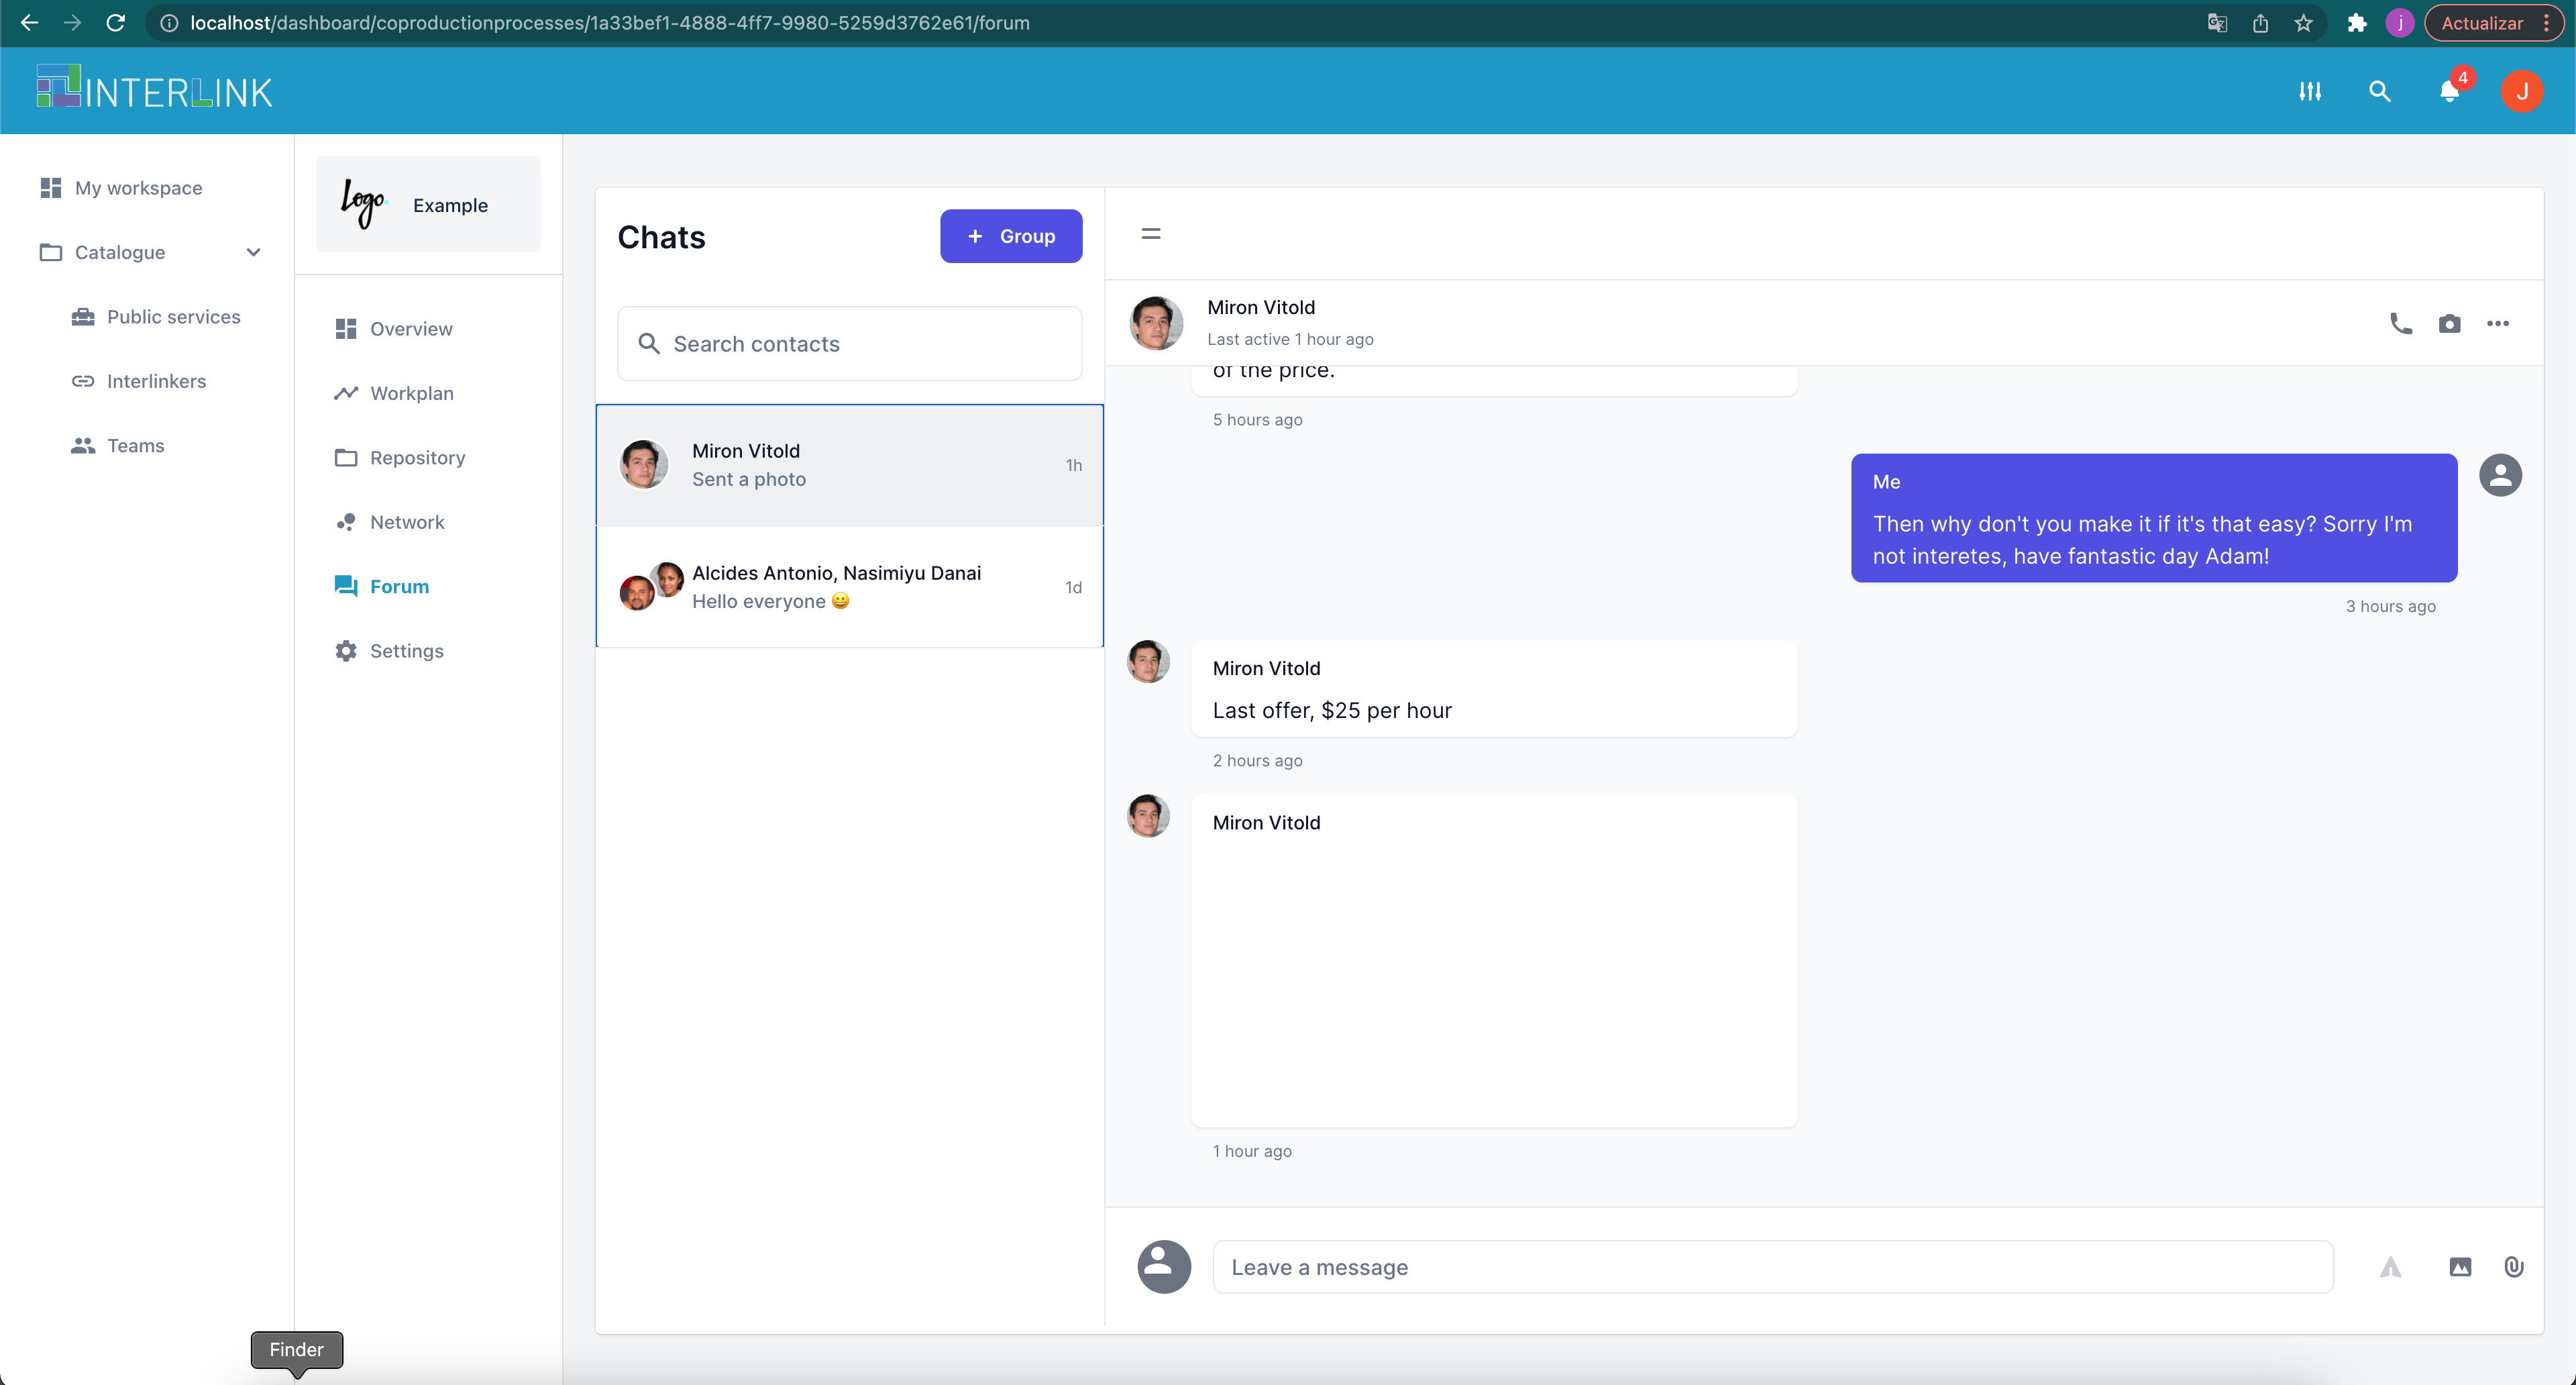 localhost/dashboard/coproductionprocesses/1a33bef1-4888-4ff7-9980-5259d3762e61/forum
j
Actualizar
INTERLINK
4
J
My workspace
Catalogue
Public services
Interlinkers
Teams
Logo.
Example
Overview
Workplan
Repository
Network
Forum
Settings
Chats
+ Group
Search contacts
Miron Vitold
Sent a photo
1h
Alcides Antonio, Nasimiyu Danai
Hello everyone 😀
1d
Miron Vitold
Last active 1 hour ago
of the price.
5 hours ago
Me
Then why don't you make it if it's that easy? Sorry I'm
not interetes, have fantastic day Adam!
3 hours ago
Miron Vitold
Last offer, $25 per hour
2 hours ago
Miron Vitold
1 hour ago
Leave a message
Finder